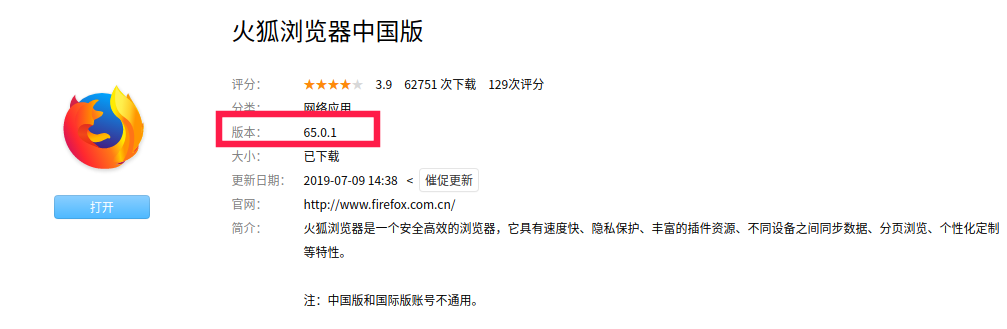 火狐浏览器中国版
评分： 3.9 62751 次下载 129次评分
分类： 网络应用
版本： 65.0.1
大小： 已下载
更新日期： 2019-07-09 14:38 < 催促更新
打开
官网： http://www.firefox.com.cn/
简介： 火狐浏览器是一个安全高效的浏览器，它具有速度快、隐私保护、丰富的插件资源、不同设备之间同步数据、分页浏览、个性化定制
等特性。
注：中国版和国际版账号不通用。